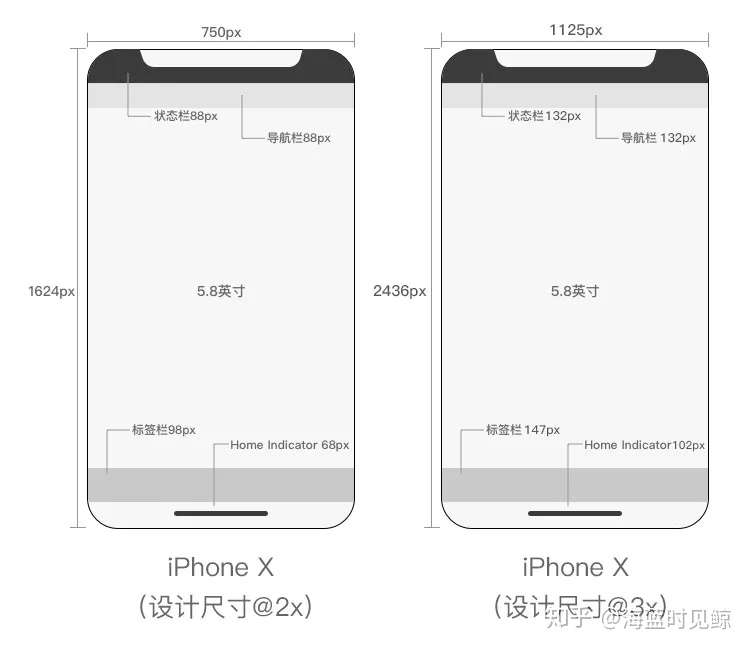 750px
1125px
状态栏88px
导航栏88px
状态栏132px
导航栏 132px
1624px
5.8英寸
2436px
5.8英寸
标签栏98px
Home Indicator 68px
标签栏147px
Home Indicator102px
iPhone X
(设计尺寸@2x)
iPhone X
(设计尺寸@3x)
知乎 @海蓝时见鲸